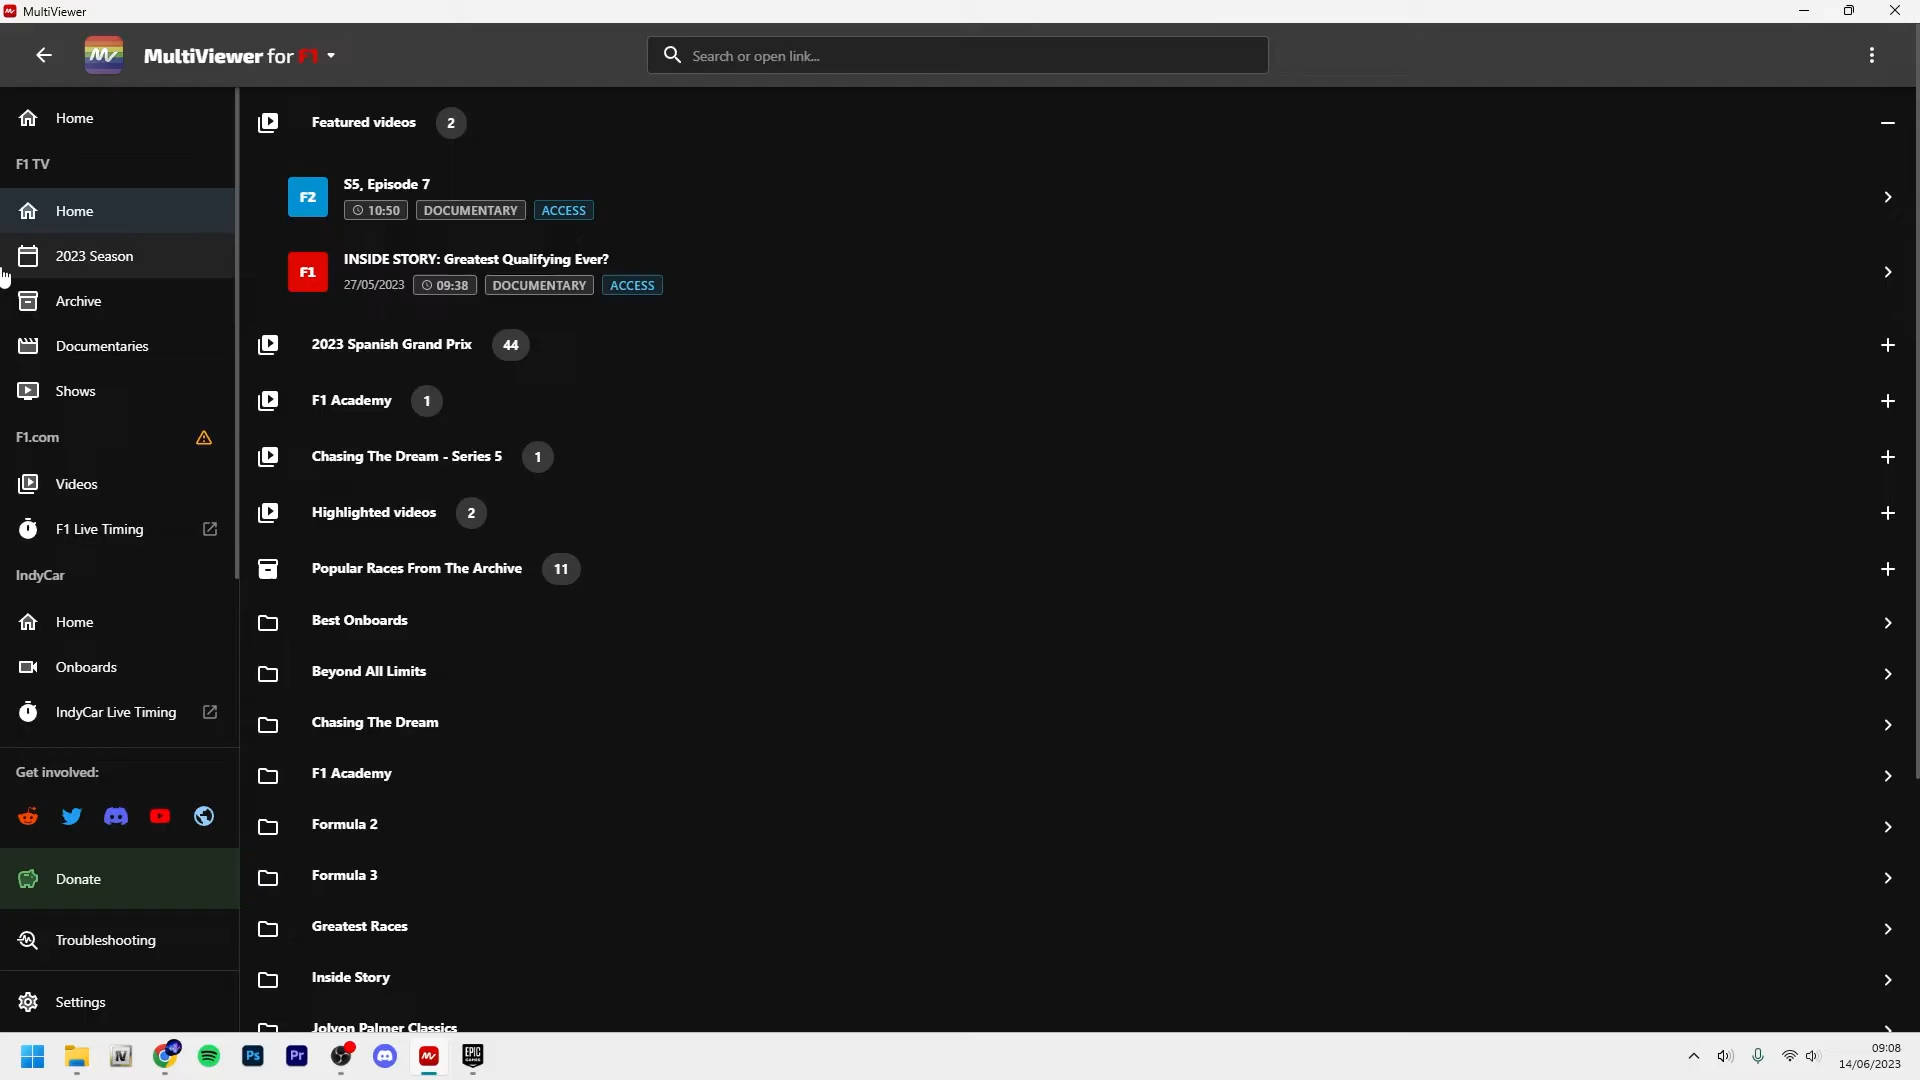 MultiViewer
MultiViewer for F1
Search or open link...
Home
F1 TV
Home
2023 Season
Archive
Documentaries
Shows
F1.com
Videos
F1 Live Timing
IndyCar
Home
Onboards
IndyCar Live Timing
Get involved:
Donate
Troubleshooting
Settings
Featured videos 2
F2
S5, Episode 7
10:50 DOCUMENTARY ACCESS
F1
INSIDE STORY: Greatest Qualifying Ever?
27/05/2023 09:38 DOCUMENTARY ACCESS
2023 Spanish Grand Prix 44
F1 Academy 1
Chasing The Dream - Series 5 1
Highlighted videos 2
Popular Races From The Archive 11
Best Onboards
Beyond All Limits
Chasing The Dream
F1 Academy
Formula 2
Formula 3
Greatest Races
Inside Story
Jolyon Palmer Classics
Ps
Pr
EPIC GAMES
09:08
14/06/2023